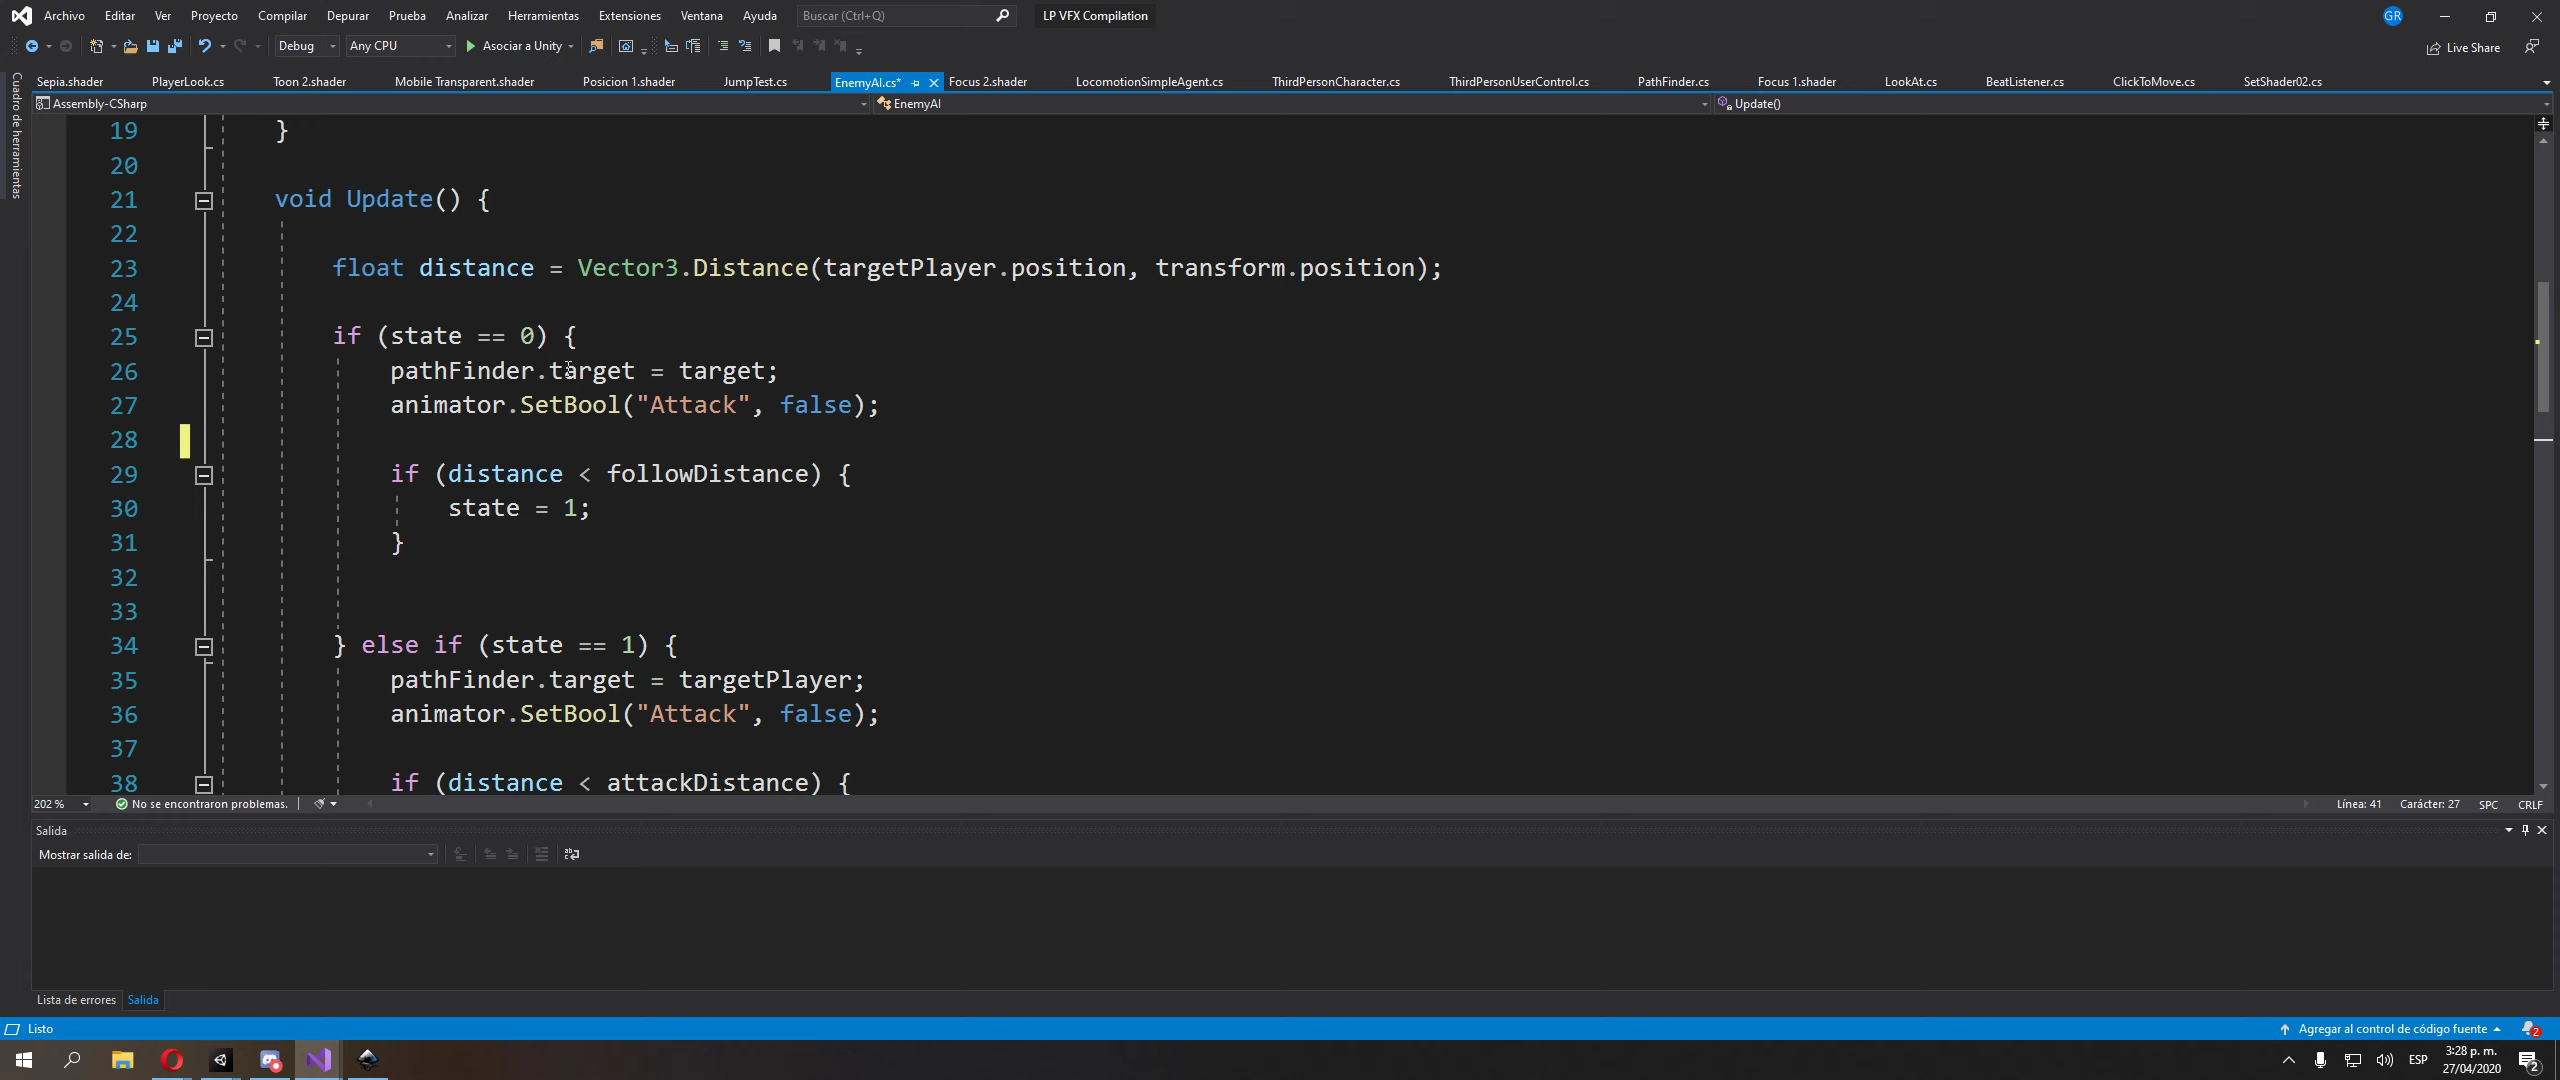 Archivo Editar Ver Proyecto Compilar Depurar Prueba Analizar Herramientas Extensiones Ventana Ayuda Buscar (Ctrl+Q) LP VFX Compilation GR
Debug Any CPU Asociar a Unity Live Share
Cuadro de herramientas
Sepia.shader PlayerLook.cs Toon 2.shader Mobile Transparent.shader Posicion 1.shader JumpTest.cs EnemyAI.cs* Focus 2.shader LocomotionSimpleAgent.cs ThirdPersonCharacter.cs ThirdPersonUserControl.cs PathFinder.cs Focus 1.shader LookAt.cs BeatListener.cs ClickToMove.cs SetShader02.cs
Assembly-CSharp EnemyAI Update()
19 }
20
21 void Update() {
22
23 float distance = Vector3.Distance(targetPlayer.position, transform.position);
24
25 if (state == 0) {
26 pathFinder.target = target;
27 animator.SetBool("Attack", false);
28
29 if (distance < followDistance) {
30 state = 1;
31 }
32
33
34 } else if (state == 1) {
35 pathFinder.target = targetPlayer;
36 animator.SetBool("Attack", false);
37
38 if (distance < attackDistance) {
202 % No se encontraron problemas. Línea: 41 Carácter: 27 SPC CRLF
Salida
Mostrar salida de:
Lista de errores Salida
Listo Agregar al control de código fuente 2
ESP 3:28 p. m. 2
27/04/2020